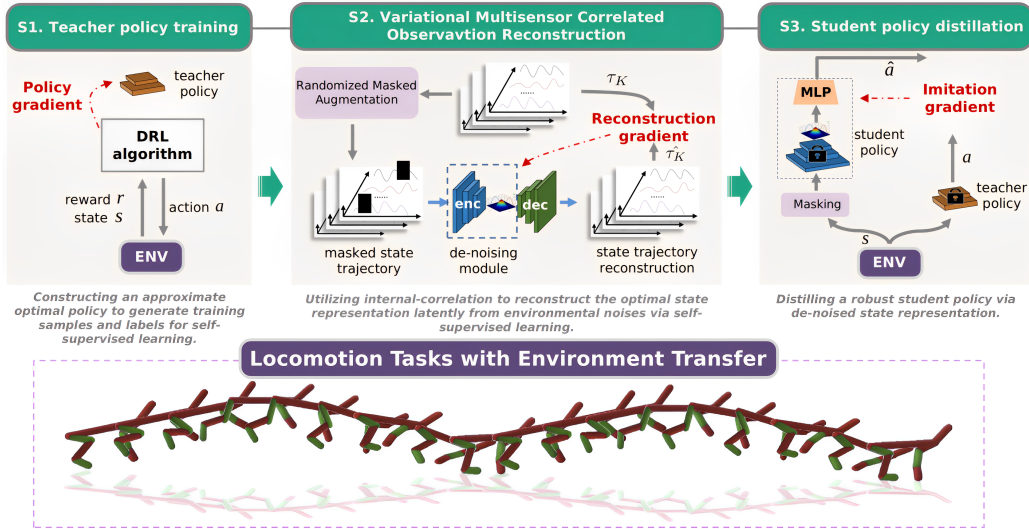 S1. Teacher policy training
Policy
gradient
teacher
policy
DRL
algorithm
reward r
state s
action a
ENV
Constructing an approximate
optimal policy to generate training
samples and labels for self-
supervised learning.
S2. Variational Multisensor Correlated
Obseravtion Reconstruction
Randomized Masked
Augmentation
......
τ_K
Reconstruction
gradient
τ̂_K
......
enc
dec
......
masked state
trajectory
de-noising
module
state trajectory
reconstruction
Utilizing internal-correlation to reconstruct the optimal state
representation latently from environmental noises via self-
supervised learning.
S3. Student policy distillation
â
MLP
Imitation
gradient
student
policy
a
Masking
teacher
policy
s
ENV
Distilling a robust student policy via
de-noised state representation.
Locomotion Tasks with Environment Transfer